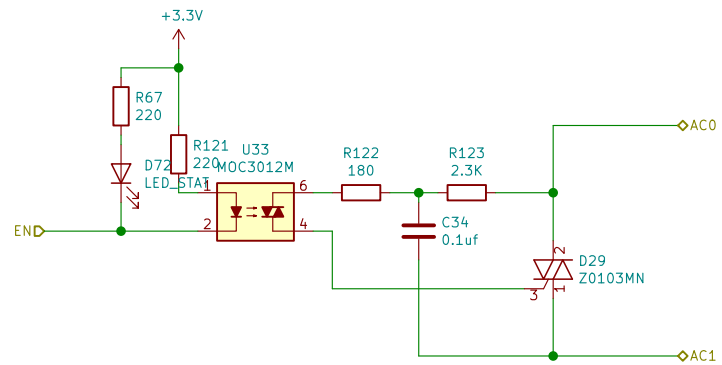 +3.3V
R67
220
R121
220
U33
MOC3012M
D72
LED_STAT
1
2
6
4
EN
R122
180
R123
2.3K
C34
0.1uf
AC0
2
D29
Z0103MN
3
1
AC1